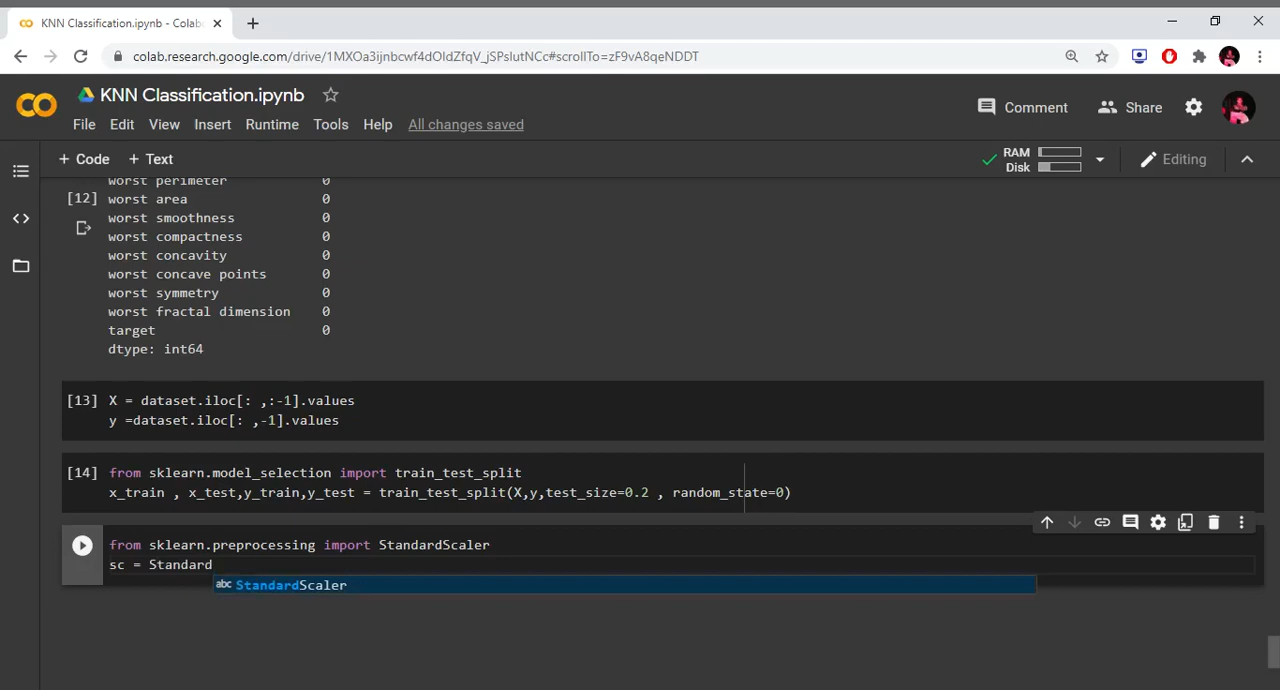 KNN Classification.ipynb - Colab
colab.research.google.com/drive/1MXOa3ijnbcwf4dOIdZfqV_jSPslutNCc#scrollTo=zF9vA8qeNDDT
KNN Classification.ipynb
Comment
Share
File Edit View Insert Runtime Tools Help All changes saved
+ Code + Text
RAM
Disk
Editing
worst perimeter 0
[12] worst area 0
worst smoothness 0
worst compactness 0
worst concavity 0
worst concave points 0
worst symmetry 0
worst fractal dimension 0
target 0
dtype: int64
[13] X = dataset.iloc[: ,:-1].values
y =dataset.iloc[: ,-1].values
[14] from sklearn.model_selection import train_test_split
x_train , x_test,y_train,y_test = train_test_split(X,y,test_size=0.2 , random_state=0)
from sklearn.preprocessing import StandardScaler
sc = Standard
abc StandardScaler